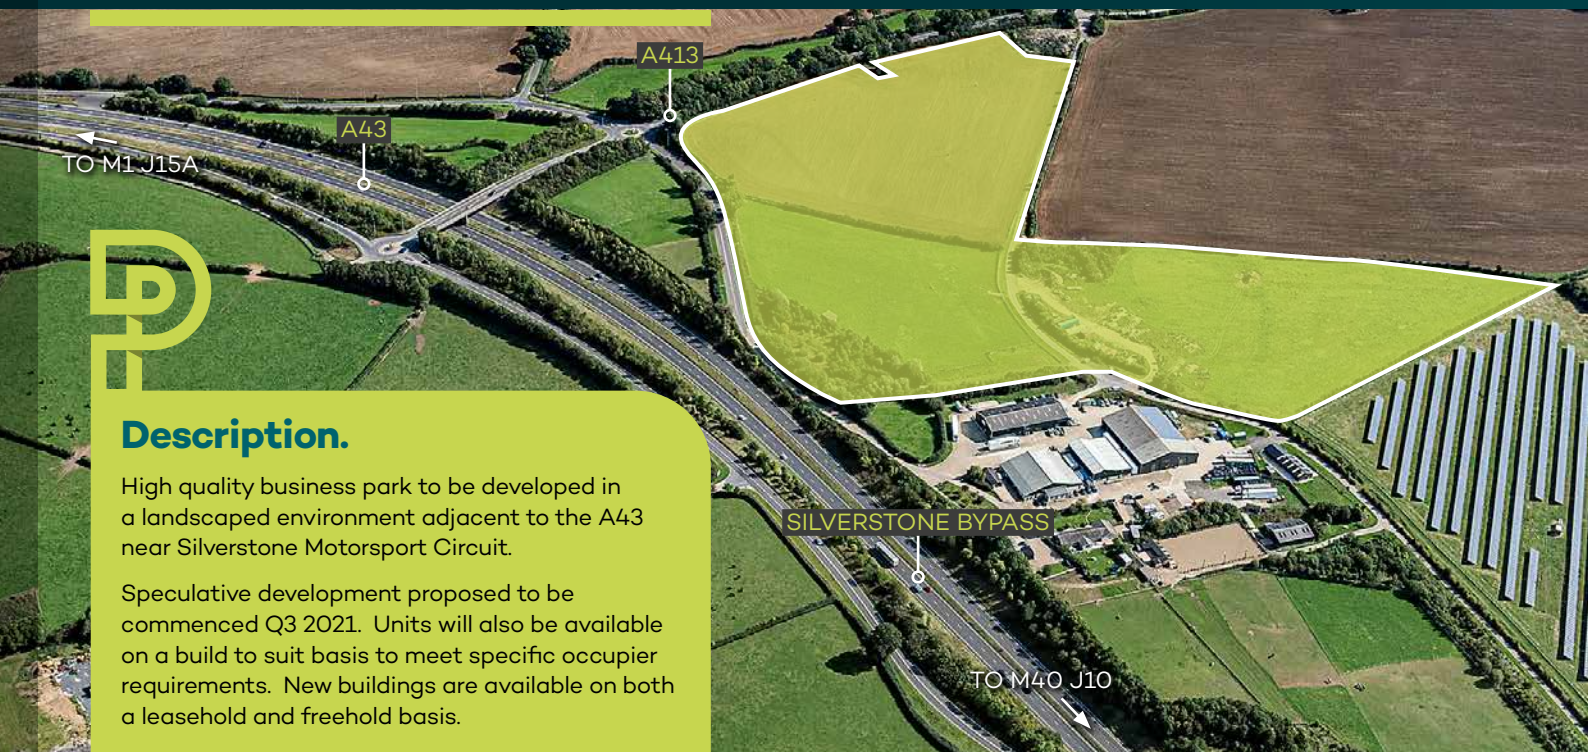 A413
A43
TO M1 J15A
Description.
High quality business park to be developed in
a landscaped environment adjacent to the A43
near Silverstone Motorsport Circuit.
Speculative development proposed to be
commenced Q3 2021. Units will also be available
on a build to suit basis to meet specific occupier
requirements. New buildings are available on both
a leasehold and freehold basis.
SILVERSTONE BYPASS
TO M40 J10